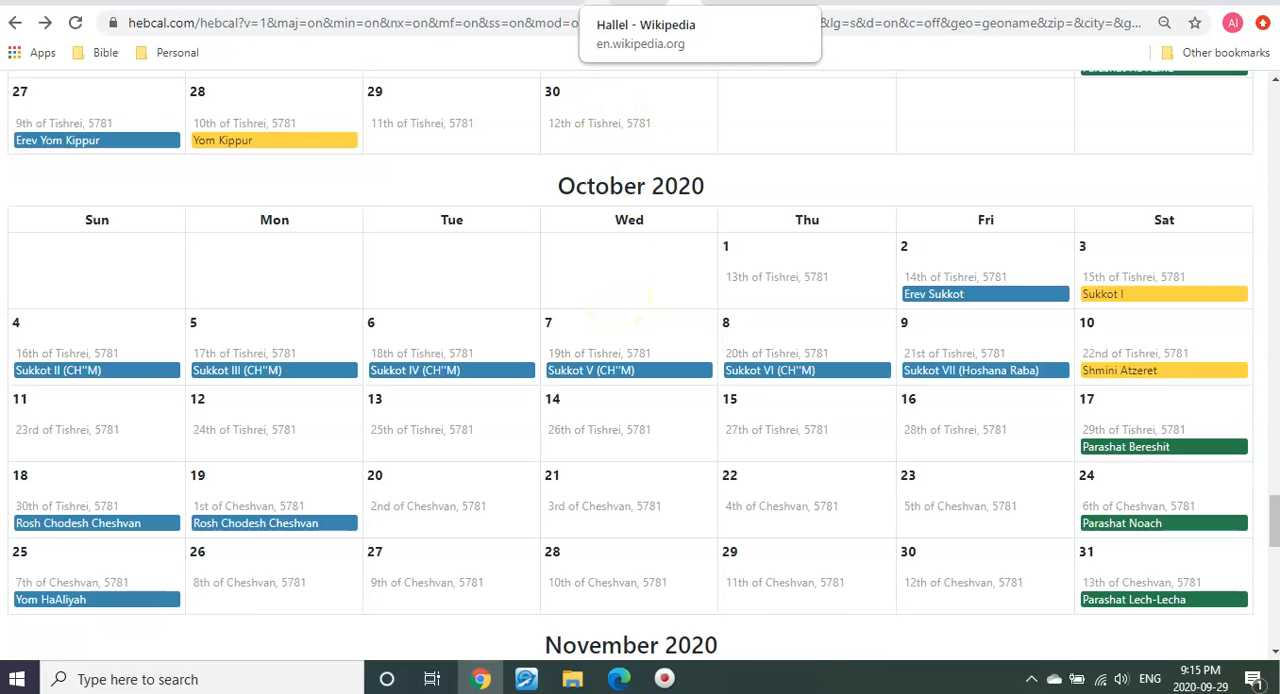 hebcal.com/hebcal?v=1&maj=on&min=on&nx=on&mf=on&ss=on&mod=o
&lg=s&d=on&c=off&geo=geoname&zip=&city=&g...
AI
Hallel - Wikipedia
en.wikipedia.org
Apps Bible Personal Other bookmarks
27 28 29 30
9th of Tishrei, 5781 10th of Tishrei, 5781 11th of Tishrei, 5781 12th of Tishrei, 5781
Erev Yom Kippur Yom Kippur
October 2020
Sun Mon Tue Wed Thu Fri Sat
1 2 3
13th of Tishrei, 5781 14th of Tishrei, 5781 15th of Tishrei, 5781
Erev Sukkot Sukkot I
4 5 6 7 8 9 10
16th of Tishrei, 5781 17th of Tishrei, 5781 18th of Tishrei, 5781 19th of Tishrei, 5781 20th of Tishrei, 5781 21st of Tishrei, 5781 22nd of Tishrei, 5781
Sukkot II (CH''M) Sukkot III (CH''M) Sukkot IV (CH''M) Sukkot V (CH''M) Sukkot VI (CH''M) Sukkot VII (Hoshana Raba) Shmini Atzeret
11 12 13 14 15 16 17
23rd of Tishrei, 5781 24th of Tishrei, 5781 25th of Tishrei, 5781 26th of Tishrei, 5781 27th of Tishrei, 5781 28th of Tishrei, 5781 29th of Tishrei, 5781
Parashat Bereshit
18 19 20 21 22 23 24
30th of Tishrei, 5781 1st of Cheshvan, 5781 2nd of Cheshvan, 5781 3rd of Cheshvan, 5781 4th of Cheshvan, 5781 5th of Cheshvan, 5781 6th of Cheshvan, 5781
Rosh Chodesh Cheshvan Rosh Chodesh Cheshvan Parashat Noach
25 26 27 28 29 30 31
7th of Cheshvan, 5781 8th of Cheshvan, 5781 9th of Cheshvan, 5781 10th of Cheshvan, 5781 11th of Cheshvan, 5781 12th of Cheshvan, 5781 13th of Cheshvan, 5781
Yom HaAliyah Parashat Lech-Lecha
November 2020
Type here to search
ENG
9:15 PM
2020-09-29
1